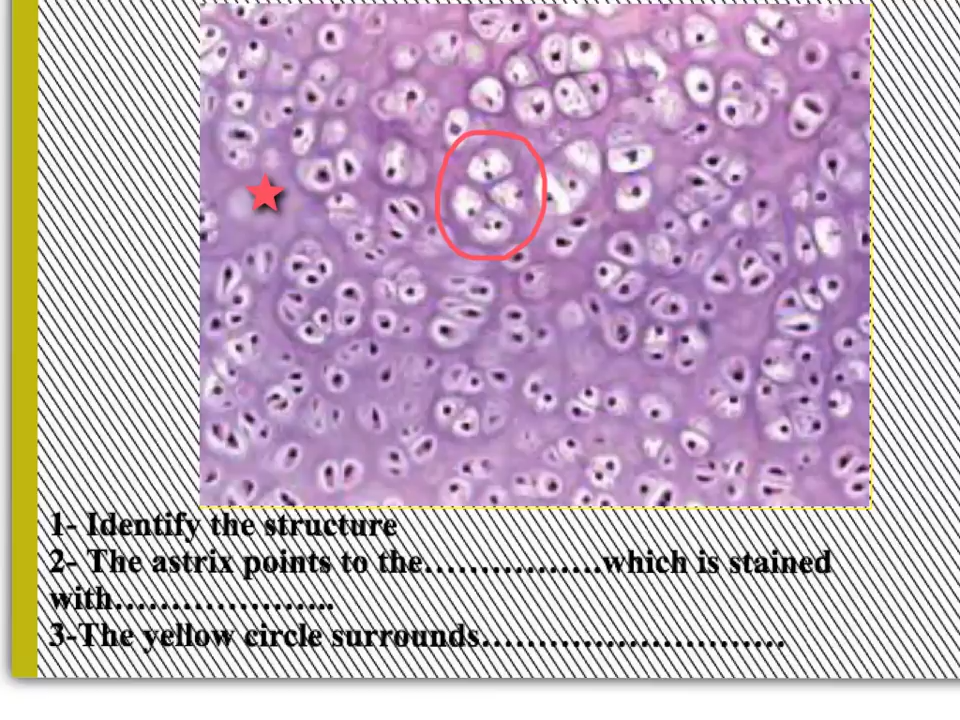 1- Identify the structure
2- The astrix points to the................which is stained
with....................
3-The yellow circle surrounds............................